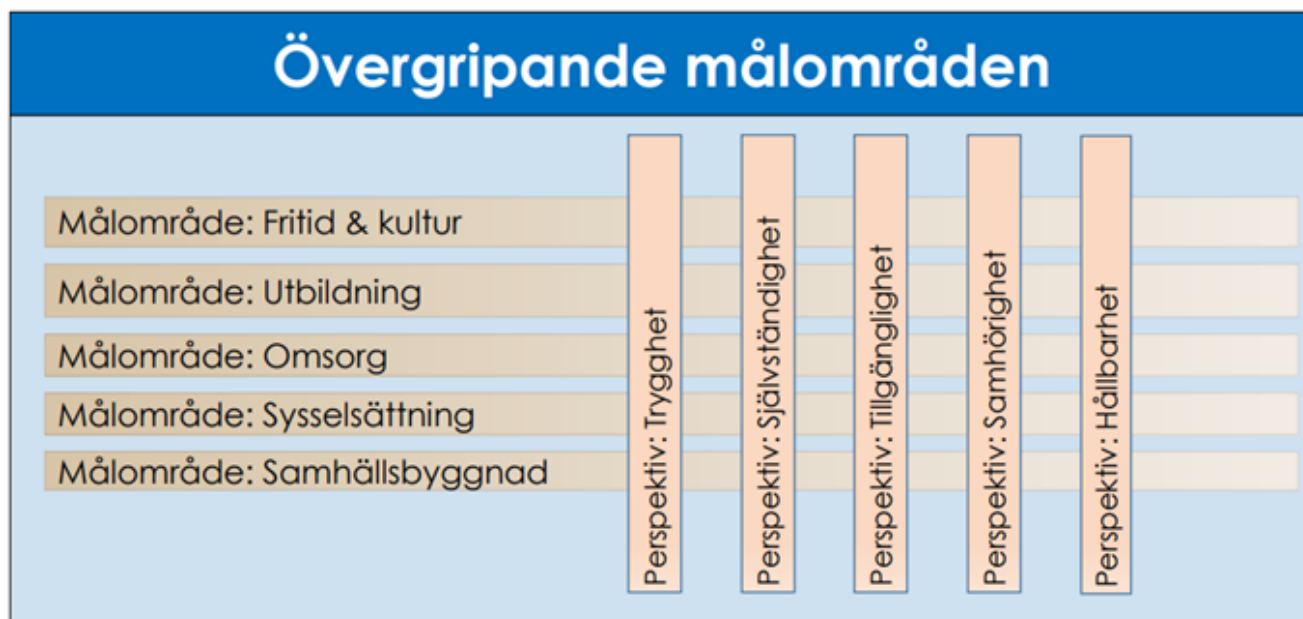 Övergripande målområden
Målområde: Fritid & kultur
Målområde: Utbildning
Målområde: Omsorg
Målområde: Sysselsättning
Målområde: Samhällsbyggnad
Perspektiv: Trygghet
Perspektiv: Självständighet
Perspektiv: Tillgänglighet
Perspektiv: Samhörighet
Perspektiv: Hållbarhet